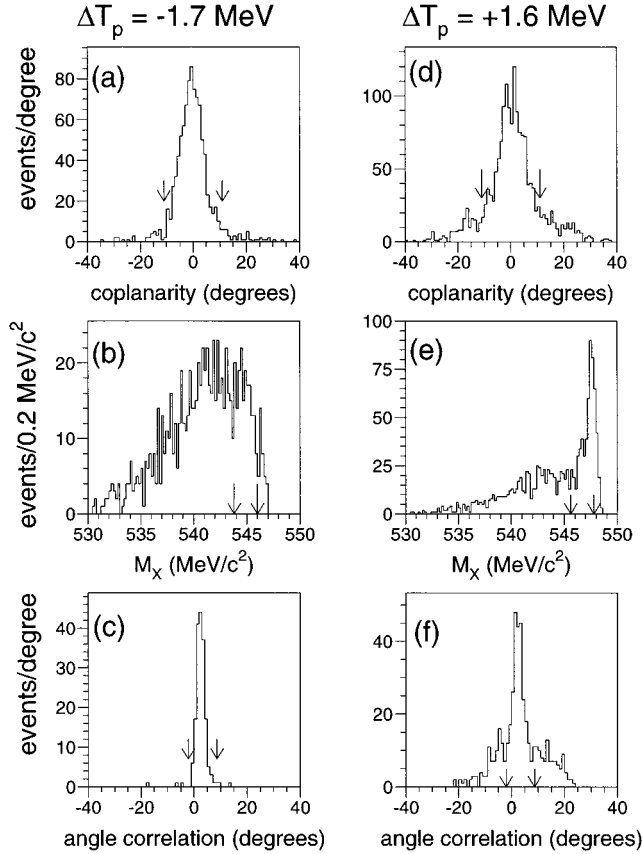 ΔTp = -1.7 MeV
ΔTp = +1.6 MeV
(a)
events/degree
80
60
40
20
0
-40 -20 0 20 40
coplanarity (degrees)
(d)
100
50
0
-40 -20 0 20 40
coplanarity (degrees)
(b)
events/0.2 MeV/c²
20
10
0
530 535 540 545 550
MX (MeV/c²)
(e)
100
75
50
25
0
530 535 540 545 550
MX (MeV/c²)
(c)
events/degree
40
30
20
10
0
-40 -20 0 20 40
angle correlation (degrees)
(f)
40
20
0
-40 -20 0 20 40
angle correlation (degrees)